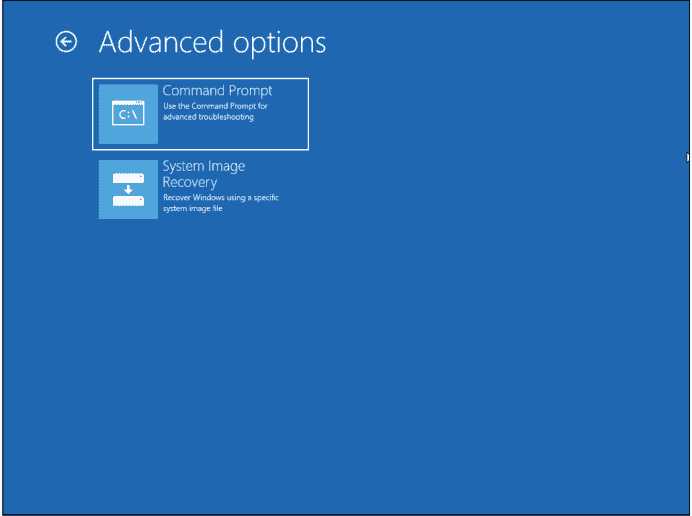 Advanced options
Command Prompt
Use the Command Prompt for
advanced troubleshooting
C:\
System Image
Recovery
Recover Windows using a specific
system image file